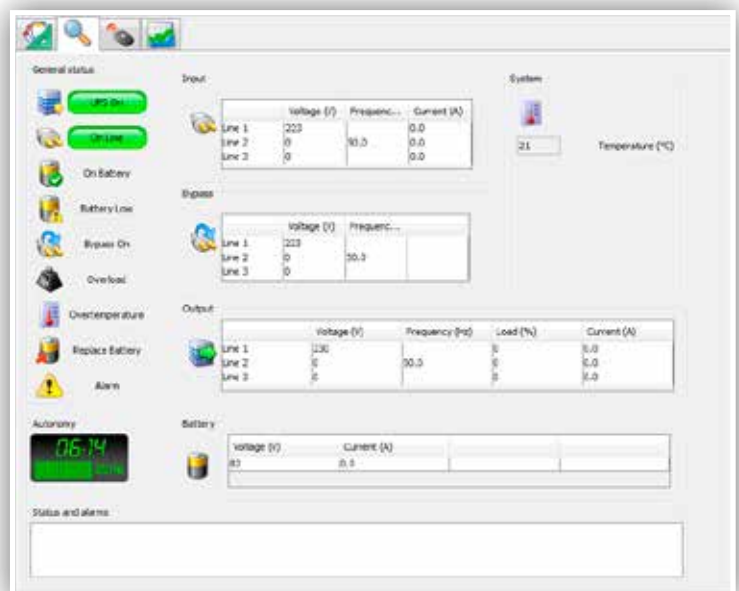 General status
UPS On
On Line
On Battery
Battery Low
Bypass On
Overload
Overtemperature
Replace Battery
Alarm
Autonomy
06:14
Input
Voltage (V) Frequenc... Current (A)
Line 1 223 0.0
Line 2 0 50.0 0.0
Line 3 0 0.0
Bypass
Voltage (V) Frequenc...
Line 1 223
Line 2 0 50.0
Line 3 0
Output
Voltage (V) Frequency (Hz) Load (%) Current (A)
Line 1 230 0 0.0
Line 2 0 50.0 0 0.0
Line 3 0 0 0.0
Battery
Voltage (V) Current (A)
0.0
System
21 Temperature (°C)
Status and alarms